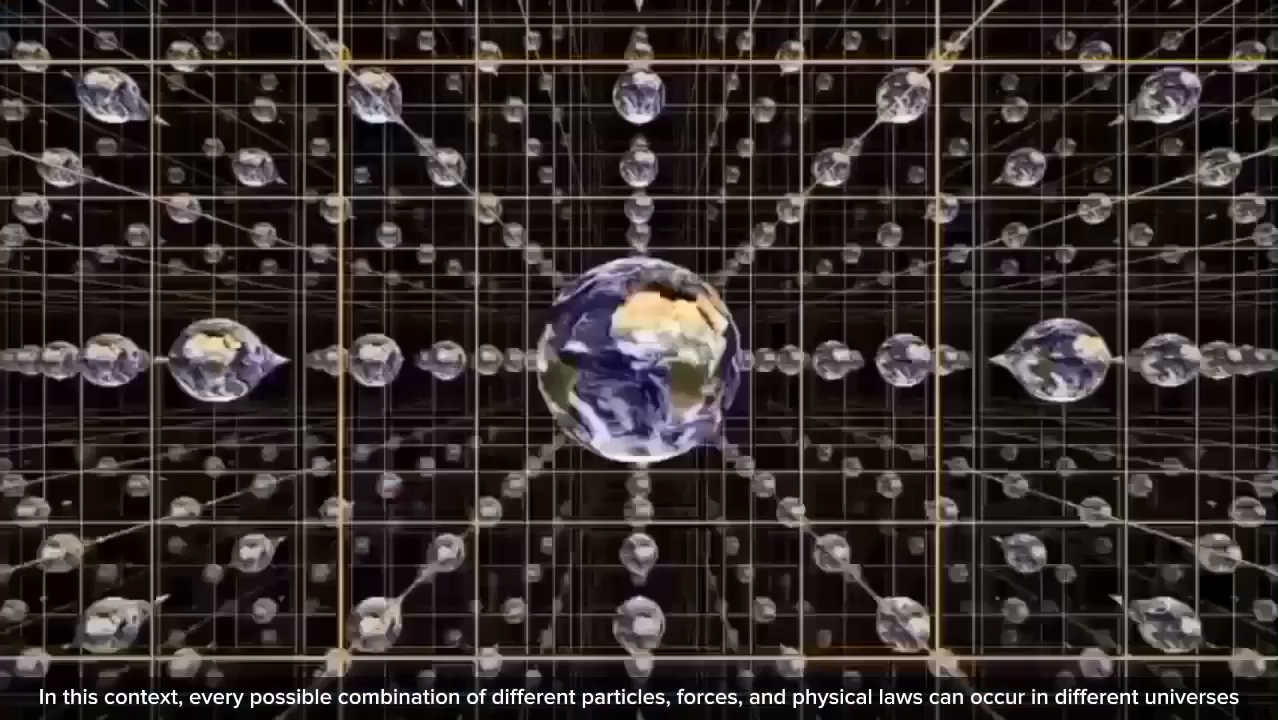 In this context, every possible combination of different particles, forces, and physical laws can occur in different universes